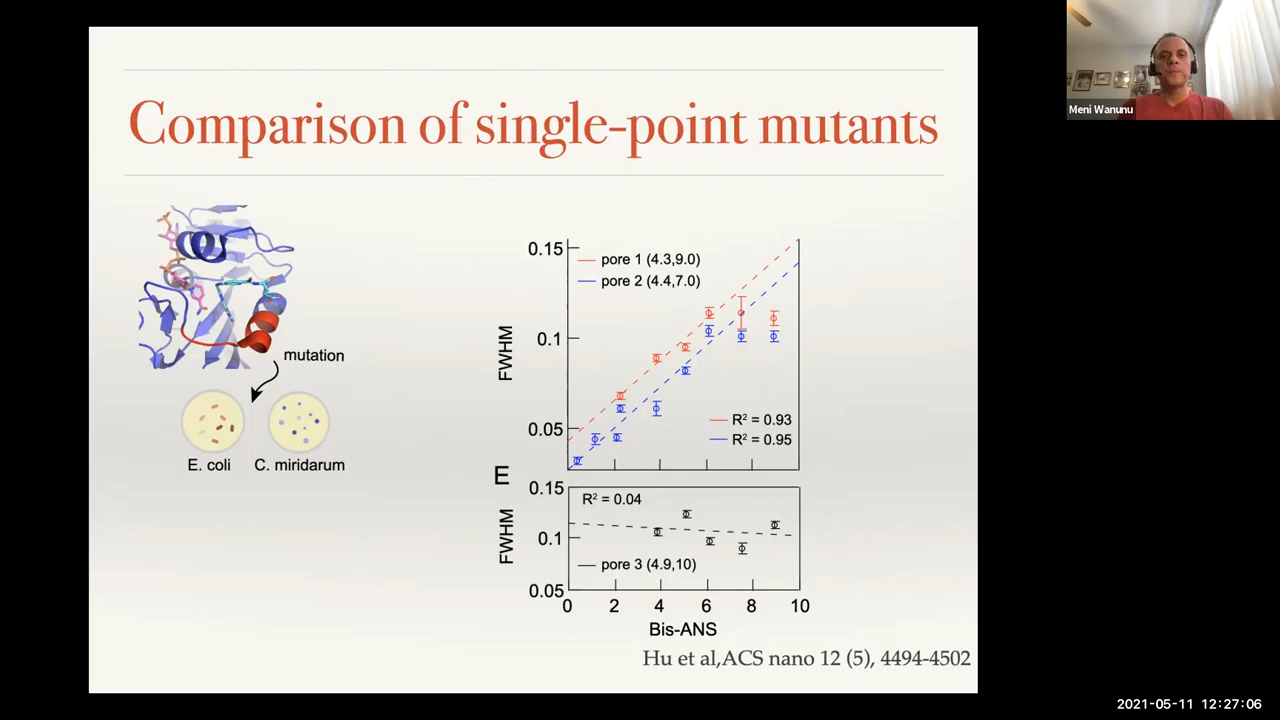 Comparison of single-point mutants
mutation
E. coli
C. miridarum
0.15
pore 1 (4.3,9.0)
pore 2 (4.4,7.0)
0.1
FWHM
0.05
R² = 0.93
R² = 0.95
E
0.15
R² = 0.04
FWHM
0.1
pore 3 (4.9,10)
0.05
0 2 4 6 8 10
Bis-ANS
Hu et al,ACS nano 12 (5), 4494-4502
Meni Wanunu
2021-05-11 12:27:06